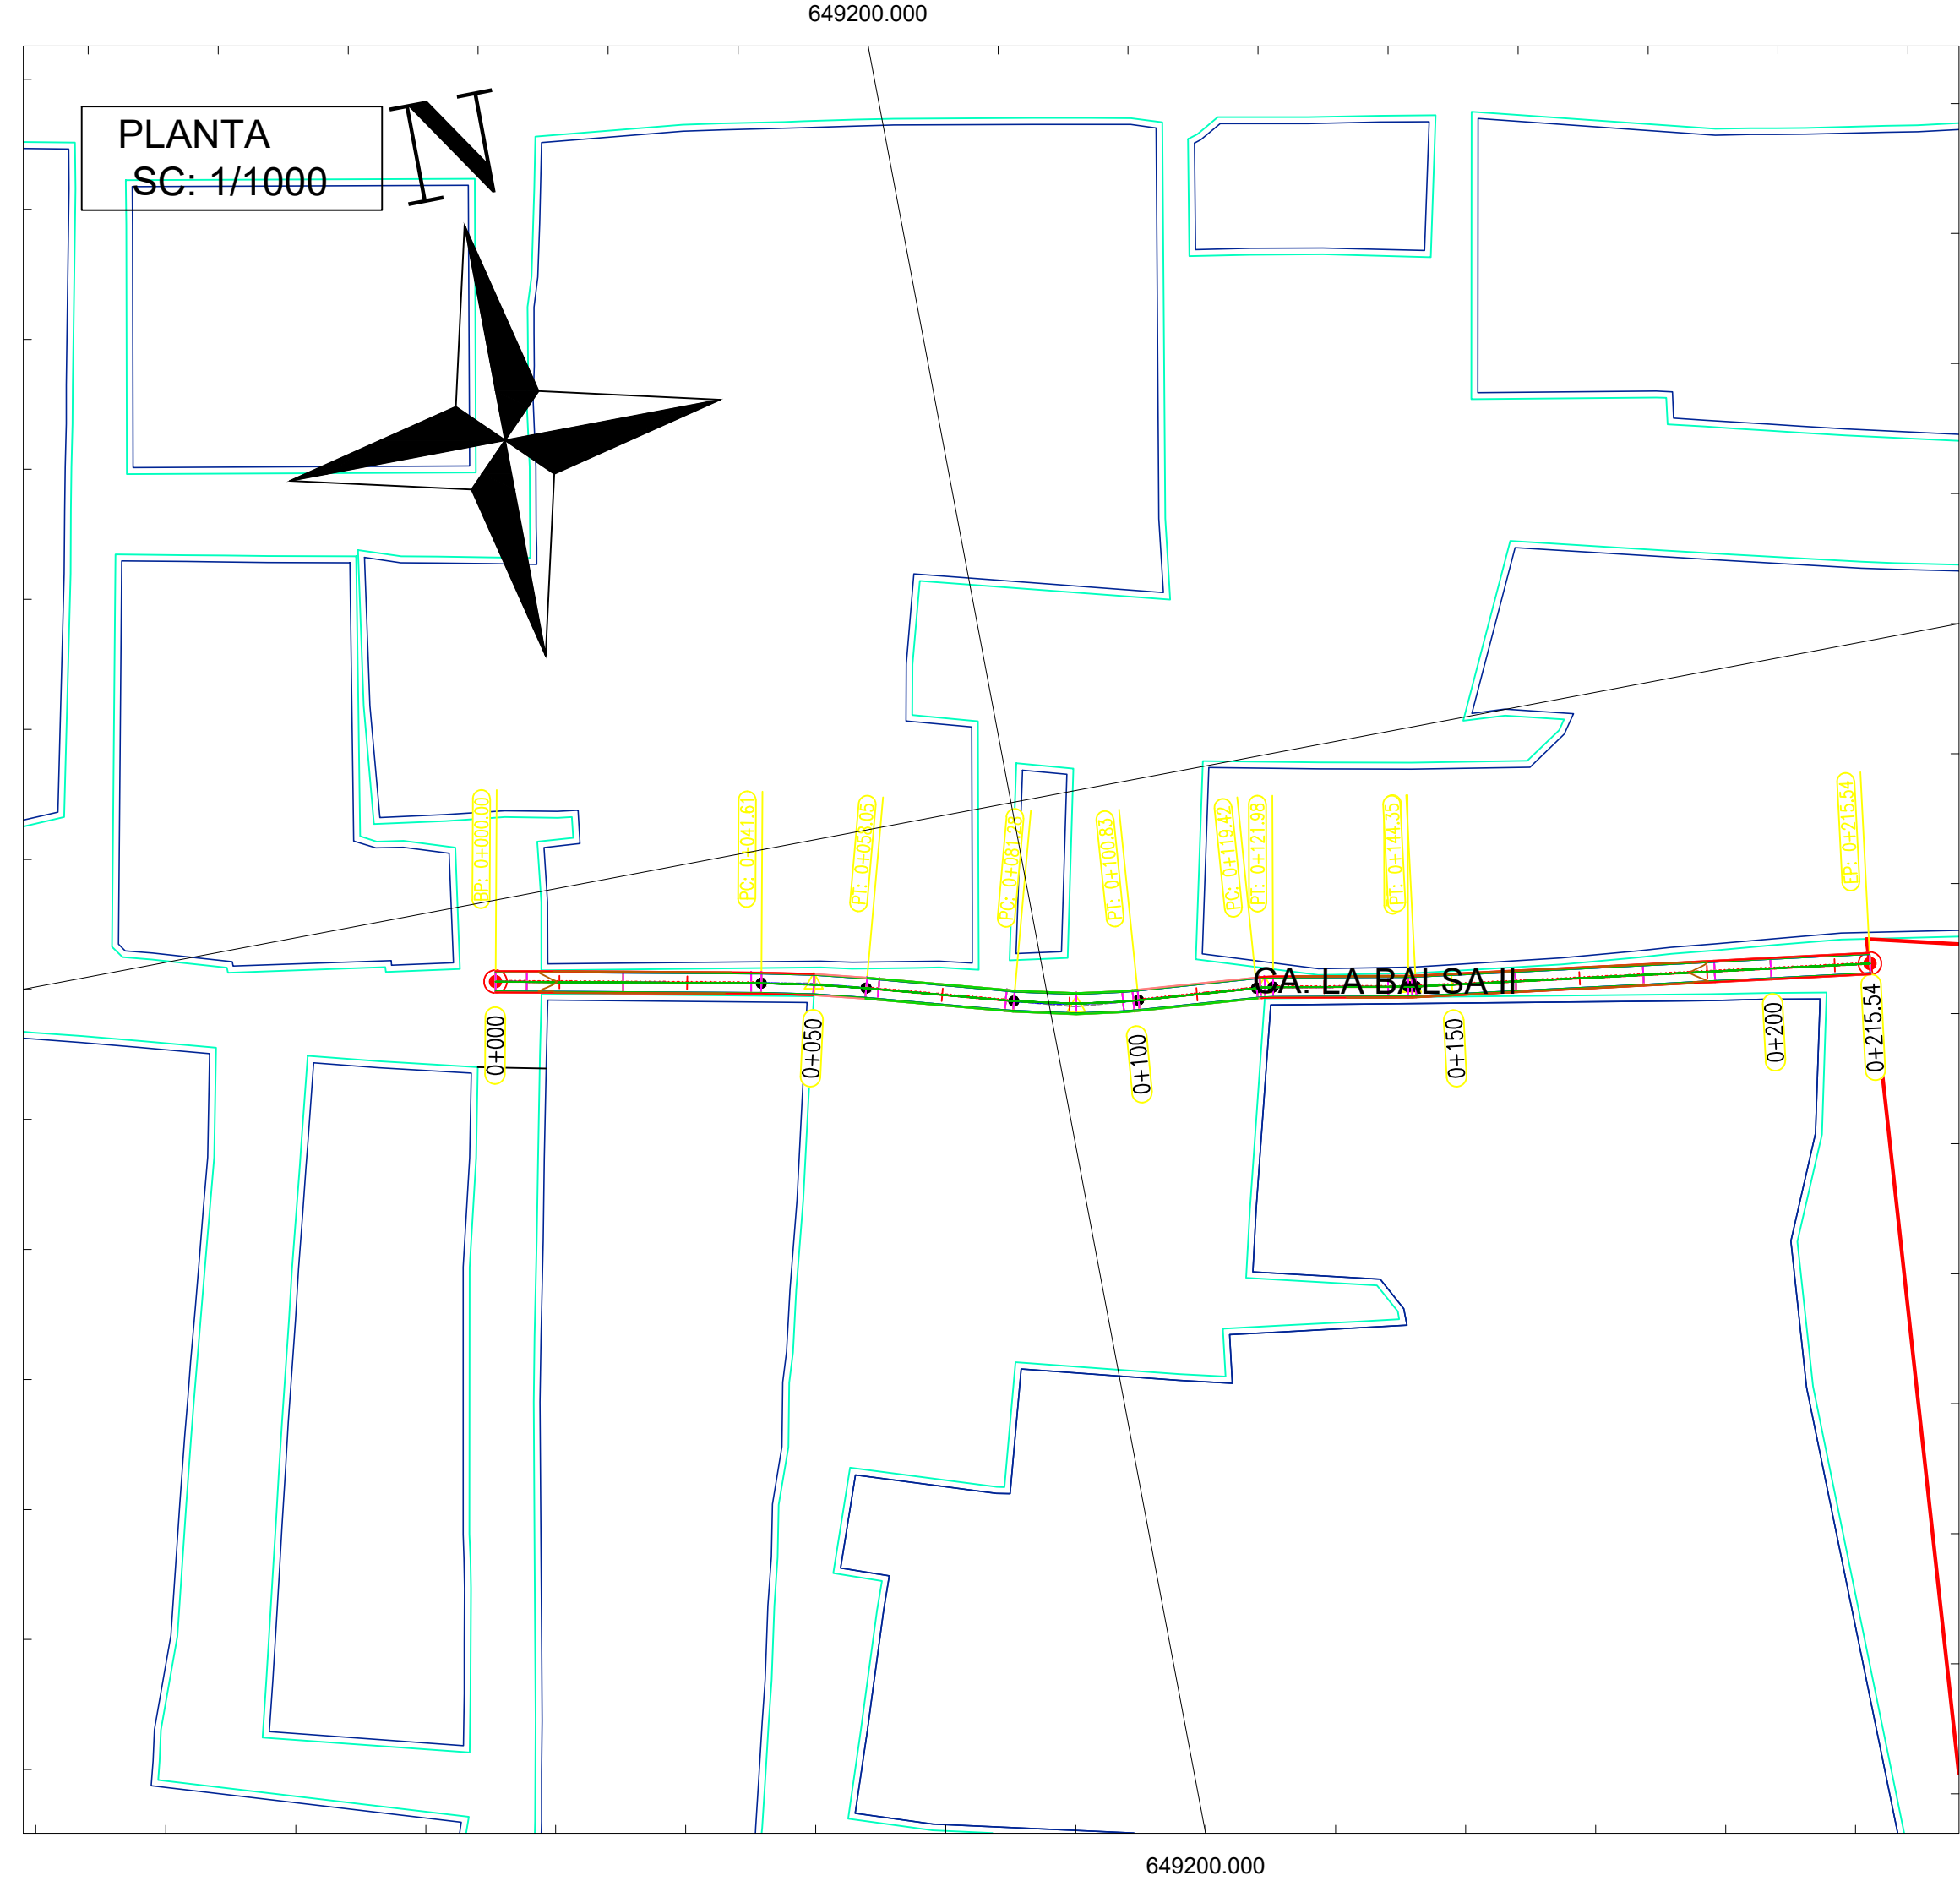 649200.000
N
PLANTA
SC: 1/1000
BP: 0+000.00
PC: 0+041.61
PT: 0+058.05
PC: 0+081.26
PT: 0+100.83
PC: 0+119.42
PT: 0+121.98
PT: 0+144.35
EP: 0+215.54
CA. LA BALSA II
0+000
0+050
0+100
0+150
0+200
0+215.54
649200.000